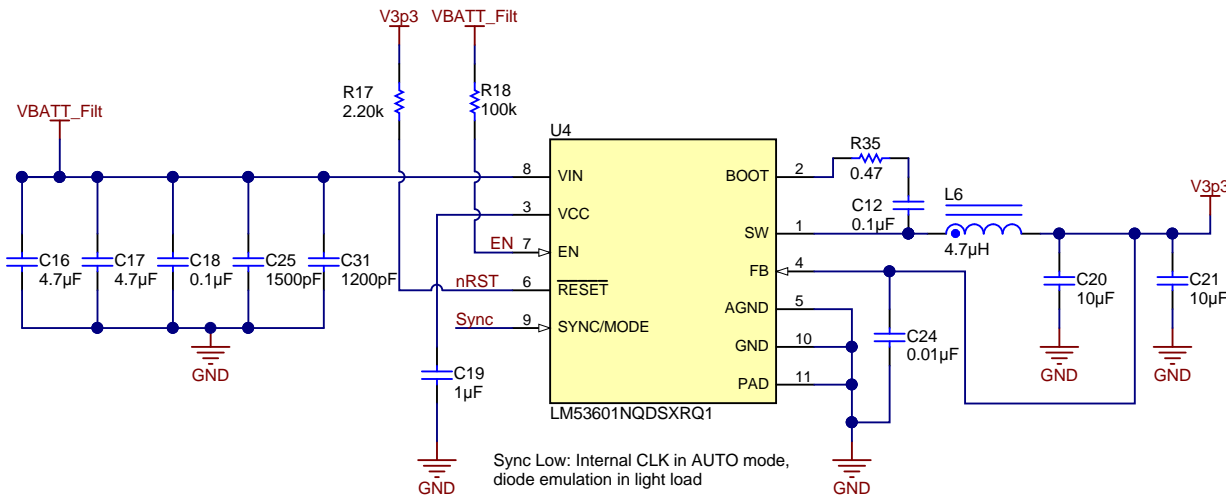 V3p3
VBATT_Filt
R17
2.20k
R18
100k
VBATT_Filt
U4
8
VIN
BOOT
2
R35
0.47
C12
0.1µF
L6
4.7µH
V3p3
3
VCC
SW
1
EN
7
EN
FB
4
nRST
6
RESET
AGND
5
Sync
9
SYNC/MODE
GND
10
PAD
11
C16
4.7µF
C17
4.7µF
C18
0.1µF
C25
1500pF
C31
1200pF
C20
10µF
C21
10µF
C24
0.01µF
GND
C19
1µF
GND
GND
LM53601NQDSXRQ1
GND
Sync Low: Internal CLK in AUTO mode,
diode emulation in light load
GND